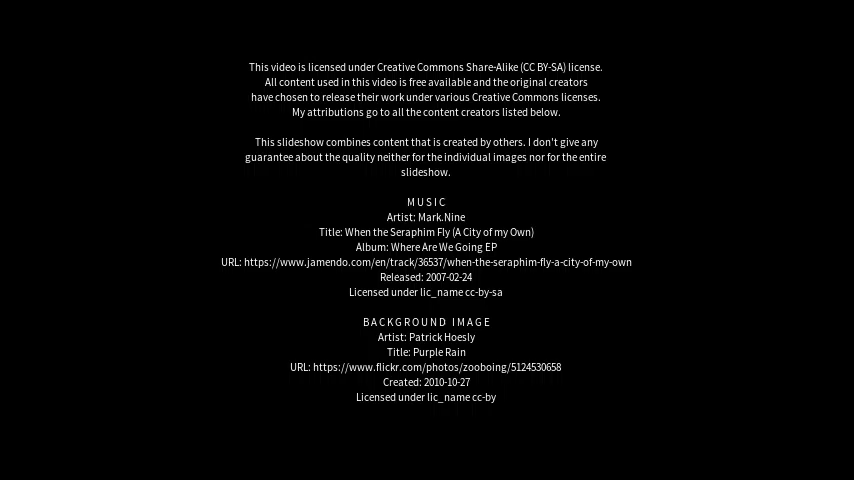 This video is licensed under Creative Commons Share-Alike (CC BY-SA) license.
All content used in this video is free available and the original creators
have chosen to release their work under various Creative Commons licenses.
My attributions go to all the content creators listed below.
This slideshow combines content that is created by others. I don't give any
guarantee about the quality neither for the individual images nor for the entire
slideshow.
M U S I C
Artist: Mark.Nine
Title: When the Seraphim Fly (A City of my Own)
Album: Where Are We Going EP
URL: https://www.jamendo.com/en/track/36537/when-the-seraphim-fly-a-city-of-my-own
Released: 2007-02-24
Licensed under lic_name cc-by-sa
B A C K G R O U N D   I M A G E
Artist: Patrick Hoesly
Title: Purple Rain
URL: https://www.flickr.com/photos/zooboing/5124530658
Created: 2010-10-27
Licensed under lic_name cc-by